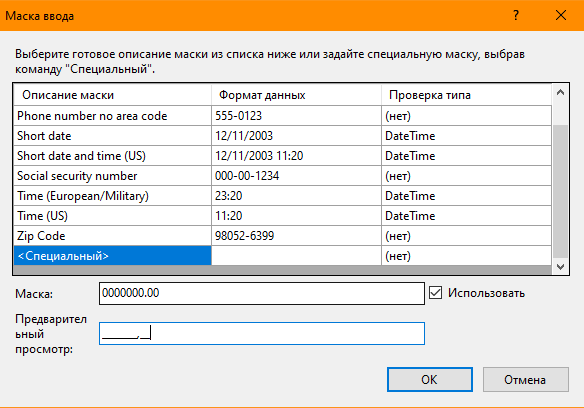 Маска ввода
Выберите готовое описание маски из списка ниже или задайте специальную маску, выбрав
команду "Специальный".
Описание маски Формат данных Проверка типа
Phone number no area code 555-0123 (нет)
Short date 12/11/2003 DateTime
Short date and time (US) 12/11/2003 11:20 DateTime
Social security number 000-00-1234 (нет)
Time (European/Military) 23:20 DateTime
Time (US) 11:20 DateTime
Zip Code 98052-6399 (нет)
<Специальный> (нет)
Маска: 0000000.00 Использовать
Предварител
ьный
просмотр: _______,__
OK Отмена